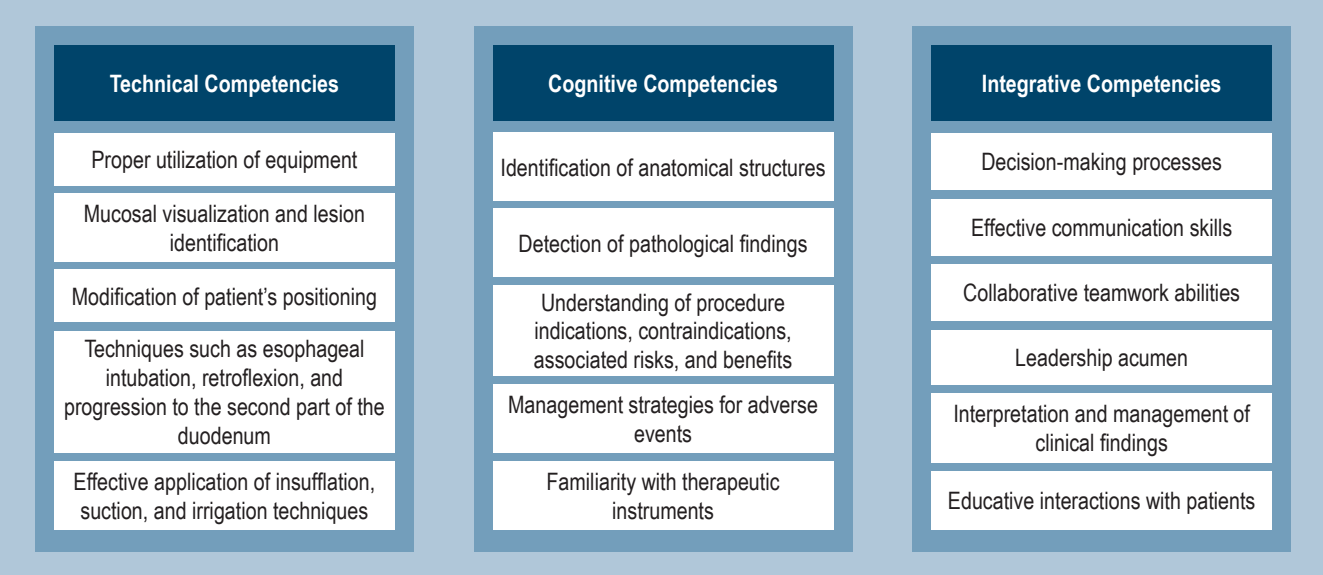 Technical Competencies
Proper utilization of equipment
Mucosal visualization and lesion
identification
Modification of patient's positioning
Techniques such as esophageal
intubation, retroflexion, and
progression to the second part of the
duodenum
Effective application of insufflation,
suction, and irrigation techniques
Cognitive Competencies
Identification of anatomical structures
Detection of pathological findings
Understanding of procedure
indications, contraindications,
associated risks, and benefits
Management strategies for adverse
events
Familiarity with therapeutic
instruments
Integrative Competencies
Decision-making processes
Effective communication skills
Collaborative teamwork abilities
Leadership acumen
Interpretation and management of
clinical findings
Educative interactions with patients